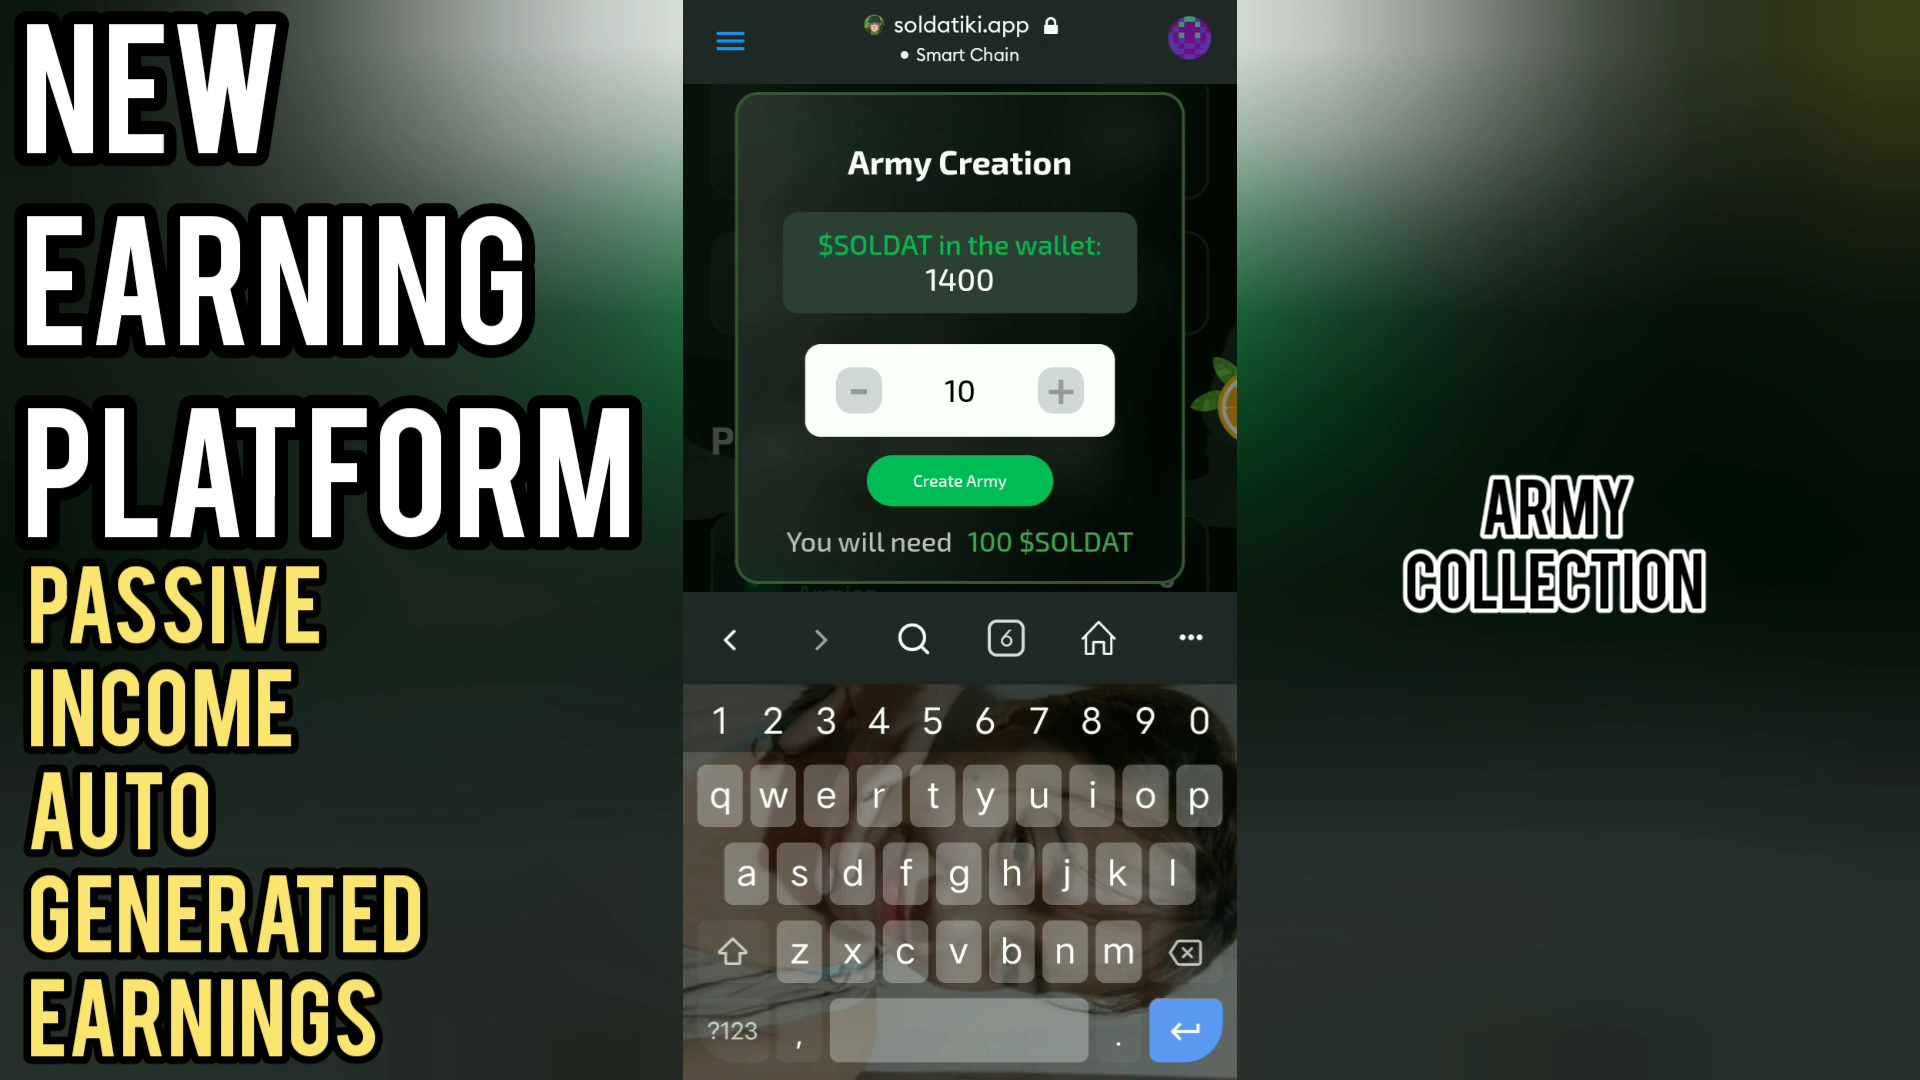 NEW
EARNING
PLATFORM
PASSIVE
INCOME
AUTO
GENERATED
EARNINGS
soldatiki.app
• Smart Chain
Army Creation
$SOLDAT in the wallet:
1400
- 10 +
Create Army
You will need 100 $SOLDAT
P
6
1 2 3 4 5 6 7 8 9 0
q w e r t y u i o p
a s d f g h j k l
z x c v b n m
?123 , .
ARMY
COLLECTION